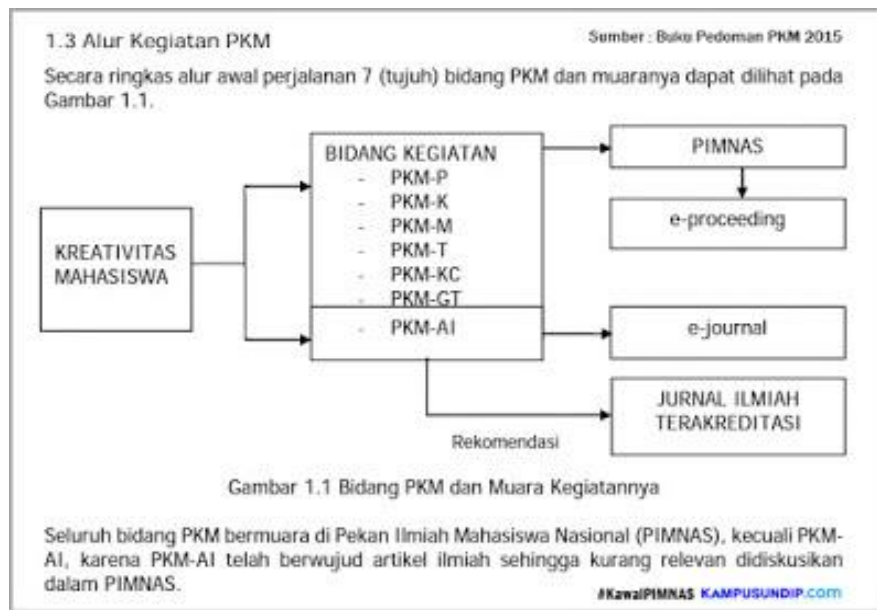 1.3 Alur Kegiatan PKM
Sumber : Buku Pedoman PKM 2015
Secara ringkas alur awal perjalanan 7 (tujuh) bidang PKM dan muaranya dapat dilihat pada
Gambar 1.1.
KREATIVITAS
MAHASISWA
BIDANG KEGIATAN
- PKM-P
- PKM-K
- PKM-M
- PKM-T
- PKM-KC
- PKM-GT
- PKM-AI
PIMNAS
e-proceeding
e-journal
JURNAL ILMIAH
TERAKREDITASI
Rekomendasi
Gambar 1.1 Bidang PKM dan Muara Kegiatannya
Seluruh bidang PKM bermuara di Pekan Ilmiah Mahasiswa Nasional (PIMNAS), kecuali PKM-
AI, karena PKM-AI telah berwujud artikel ilmiah sehingga kurang relevan didiskusikan
dalam PIMNAS.
#KawalPIMNAS KAMPUSUNDIP.com